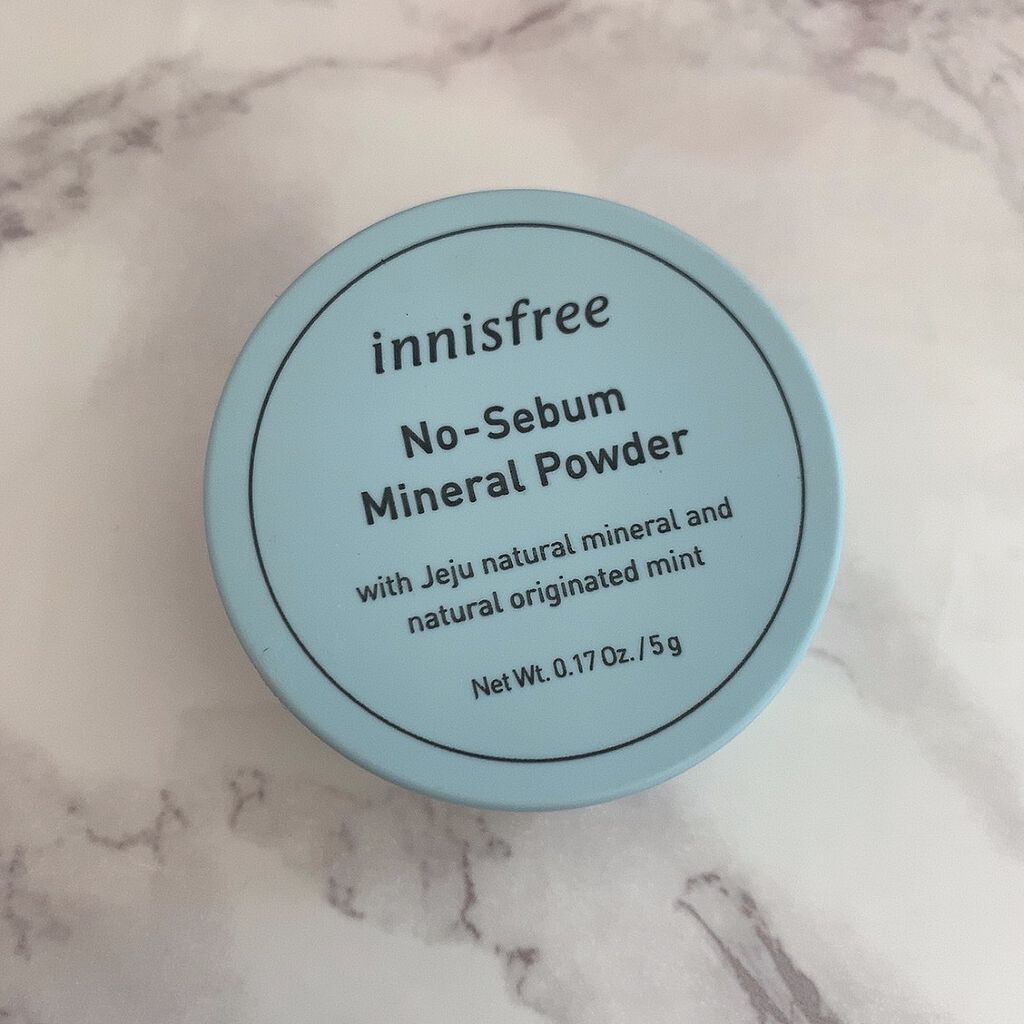 innisfree
No-Sebum
Mineral Powder
with Jeju natural mineral and
natural originated mint
Net Wt. 0.17 Oz. / 5 g